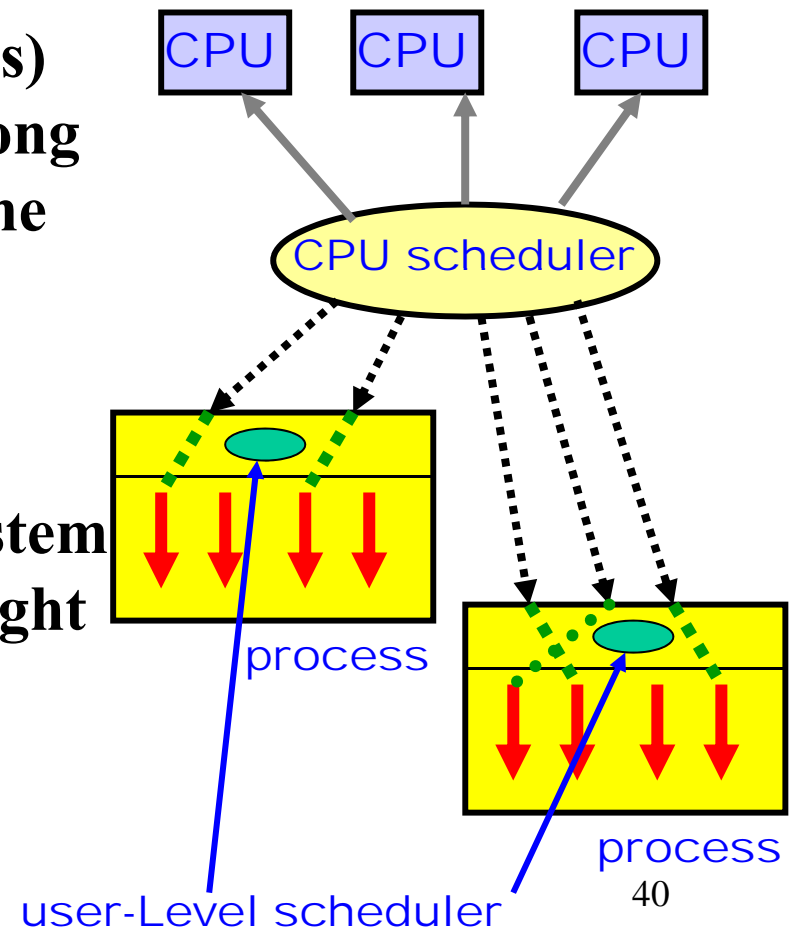 s)
ong
ne
stem
ght
CPU CPU CPU
CPU scheduler
process
process
user-Level scheduler
40